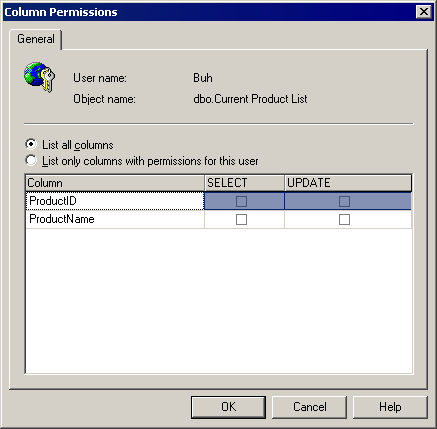 Column Permissions
General
User name: Buh
Object name: dbo.Current Product List
List all columns
List only columns with permissions for this user
Column SELECT UPDATE
ProductID
ProductName
OK Cancel Help